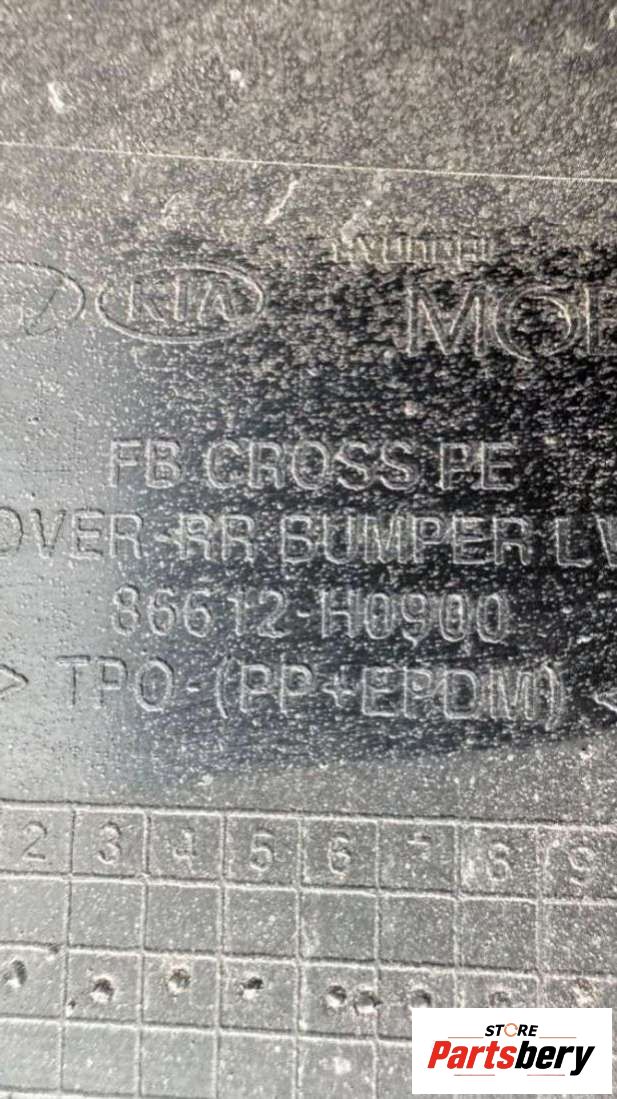 HYUNDAI
KIA MOB
FB CROSS PE
OVER-RR BUMPER LV
86612-H0900
> TPO-(PP+EPDM) <
2 3 4 5 6 7 8 9
STORE
Partsbery